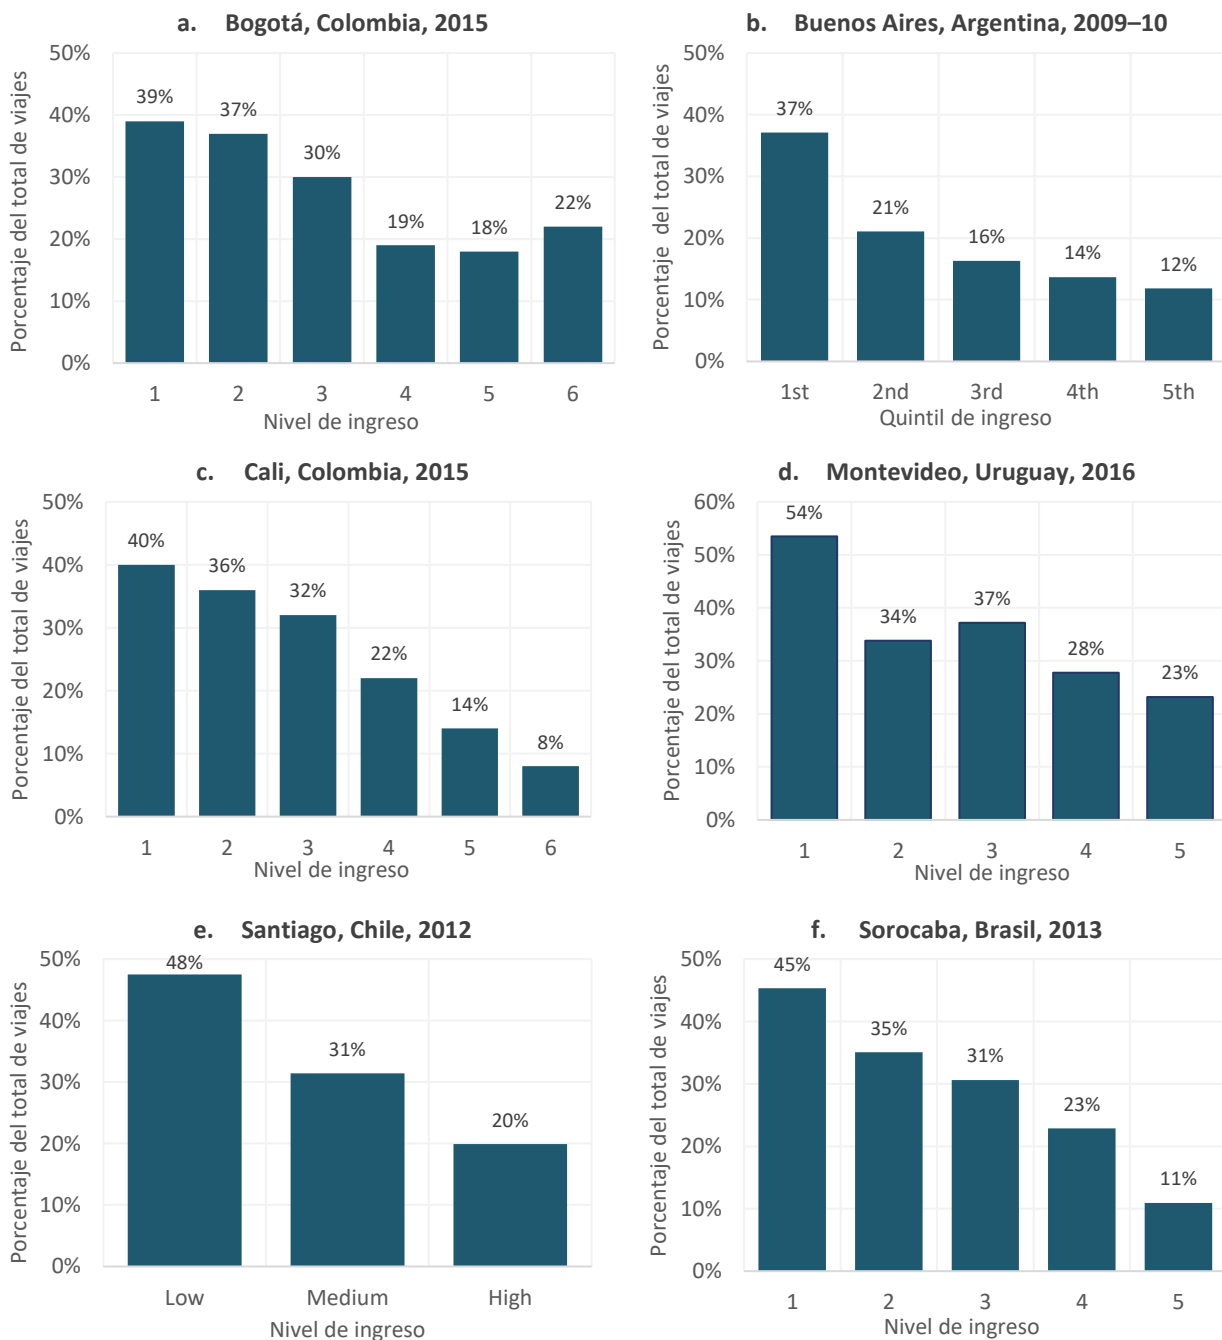 a. Bogotá, Colombia, 2015
Porcentaje del total de viajes
50%
40%
30%
20%
10%
0%
39%
37%
30%
19%
18%
22%
1 2 3 4 5 6
Nivel de ingreso
b. Buenos Aires, Argentina, 2009–10
Porcentaje del total de viajes
50%
40%
30%
20%
10%
0%
37%
21%
16%
14%
12%
1st 2nd 3rd 4th 5th
Quintil de ingreso
c. Cali, Colombia, 2015
Porcentaje del total de viajes
50%
40%
30%
20%
10%
0%
40%
36%
32%
22%
14%
8%
1 2 3 4 5 6
Nivel de ingreso
d. Montevideo, Uruguay, 2016
Porcentaje del total de viajes
60%
50%
40%
30%
20%
10%
0%
54%
34%
37%
28%
23%
1 2 3 4 5
Nivel de ingreso
e. Santiago, Chile, 2012
Porcentaje del total de viajes
50%
40%
30%
20%
10%
0%
48%
31%
20%
Low Medium High
Nivel de ingreso
f. Sorocaba, Brasil, 2013
Porcentaje del total de viajes
50%
40%
30%
20%
10%
0%
45%
35%
31%
23%
11%
1 2 3 4 5
Nivel de ingreso